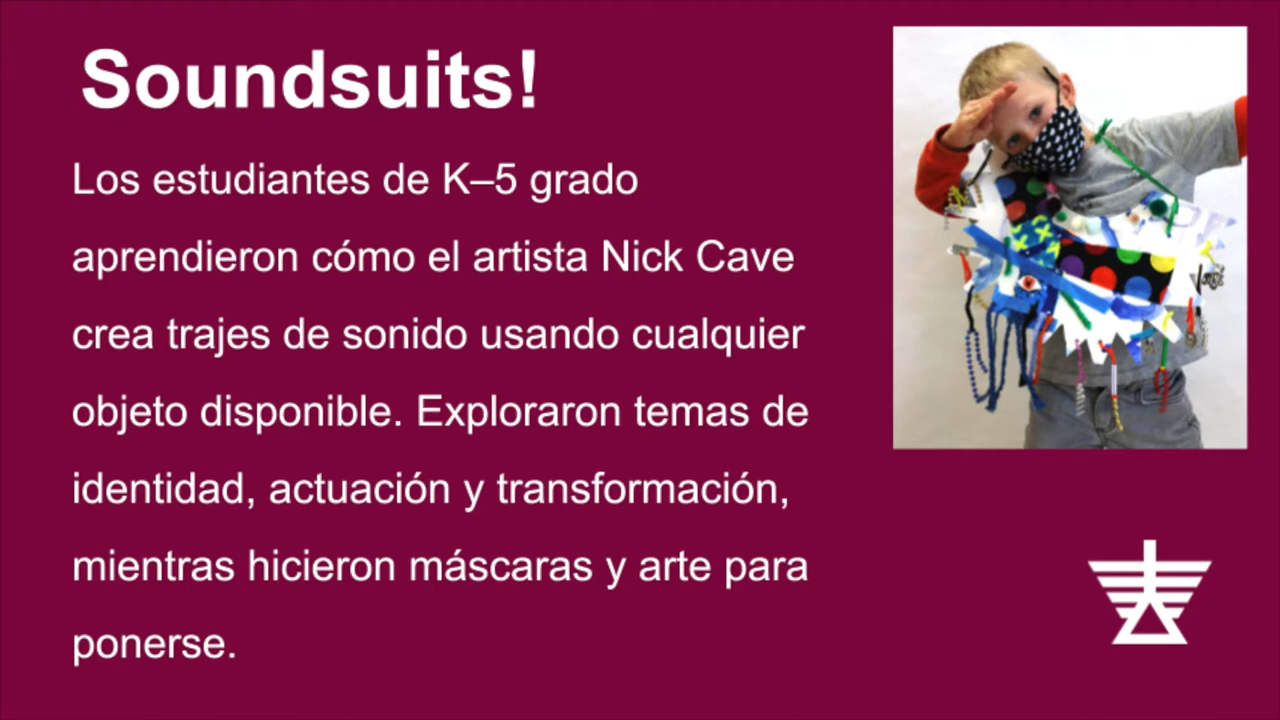 Soundsuits!
Los estudiantes de K–5 grado
aprendieron cómo el artista Nick Cave
crea trajes de sonido usando cualquier
objeto disponible. Exploraron temas de
identidad, actuación y transformación,
mientras hicieron máscaras y arte para
ponerse.